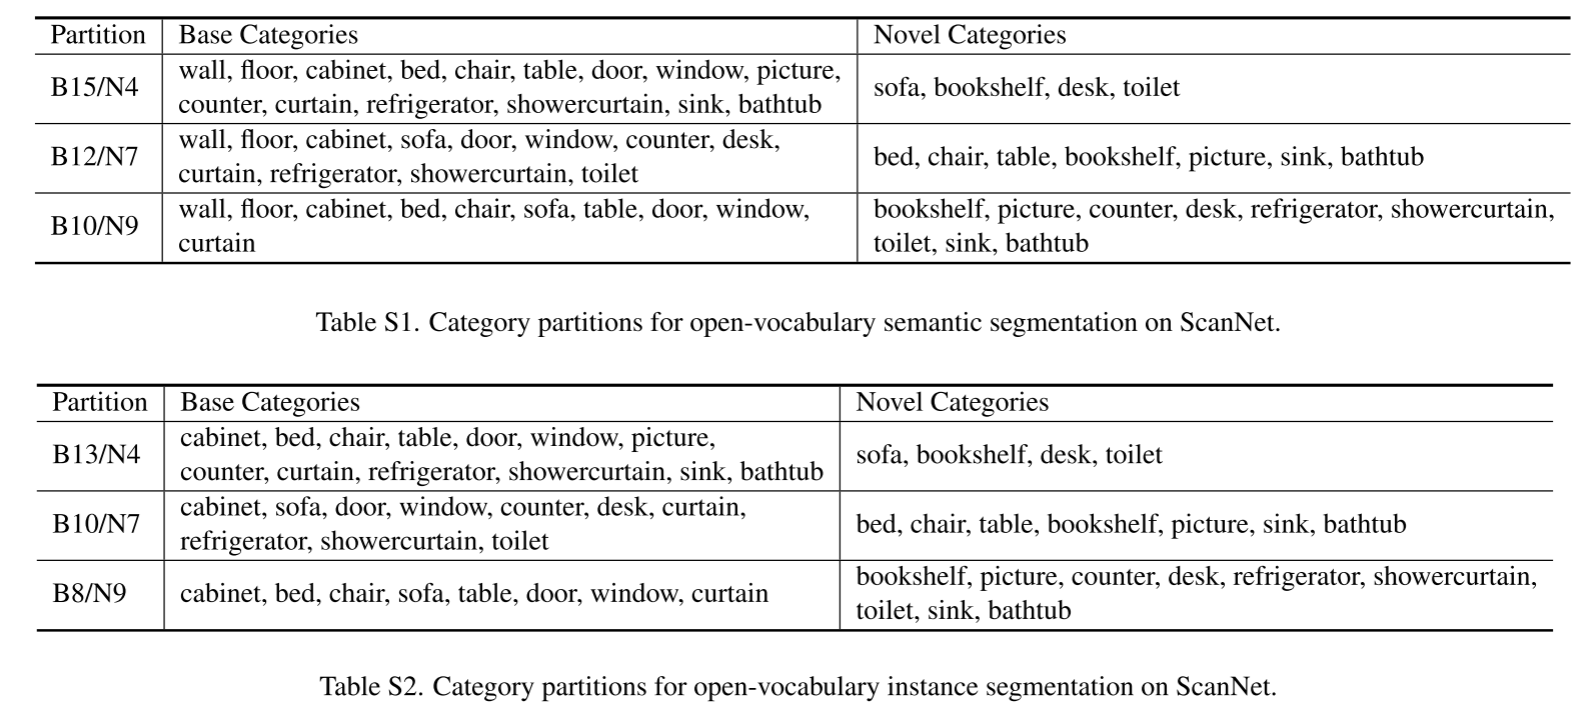 Partition Base Categories Novel Categories
B15/N4 wall, floor, cabinet, bed, chair, table, door, window, picture, counter, curtain, refrigerator, showercurtain, sink, bathtub sofa, bookshelf, desk, toilet
B12/N7 wall, floor, cabinet, sofa, door, window, counter, desk, curtain, refrigerator, showercurtain, toilet bed, chair, table, bookshelf, picture, sink, bathtub
B10/N9 wall, floor, cabinet, bed, chair, sofa, table, door, window, curtain bookshelf, picture, counter, desk, refrigerator, showercurtain, toilet, sink, bathtub
Table S1. Category partitions for open-vocabulary semantic segmentation on ScanNet.
Partition Base Categories Novel Categories
B13/N4 cabinet, bed, chair, table, door, window, picture, counter, curtain, refrigerator, showercurtain, sink, bathtub sofa, bookshelf, desk, toilet
B10/N7 cabinet, sofa, door, window, counter, desk, curtain, refrigerator, showercurtain, toilet bed, chair, table, bookshelf, picture, sink, bathtub
B8/N9 cabinet, bed, chair, sofa, table, door, window, curtain bookshelf, picture, counter, desk, refrigerator, showercurtain, toilet, sink, bathtub
Table S2. Category partitions for open-vocabulary instance segmentation on ScanNet.